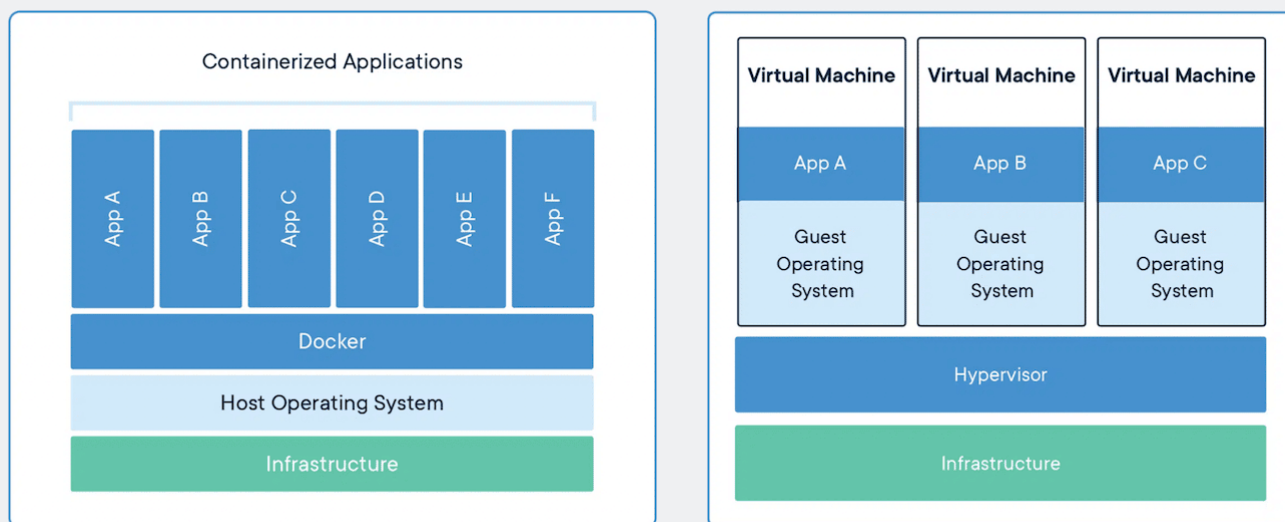 Containerized Applications
App A
App B
App C
App D
App E
App F
Docker
Host Operating System
Infrastructure
Virtual Machine
App A
Guest
Operating
System
Virtual Machine
App B
Guest
Operating
System
Virtual Machine
App C
Guest
Operating
System
Hypervisor
Infrastructure